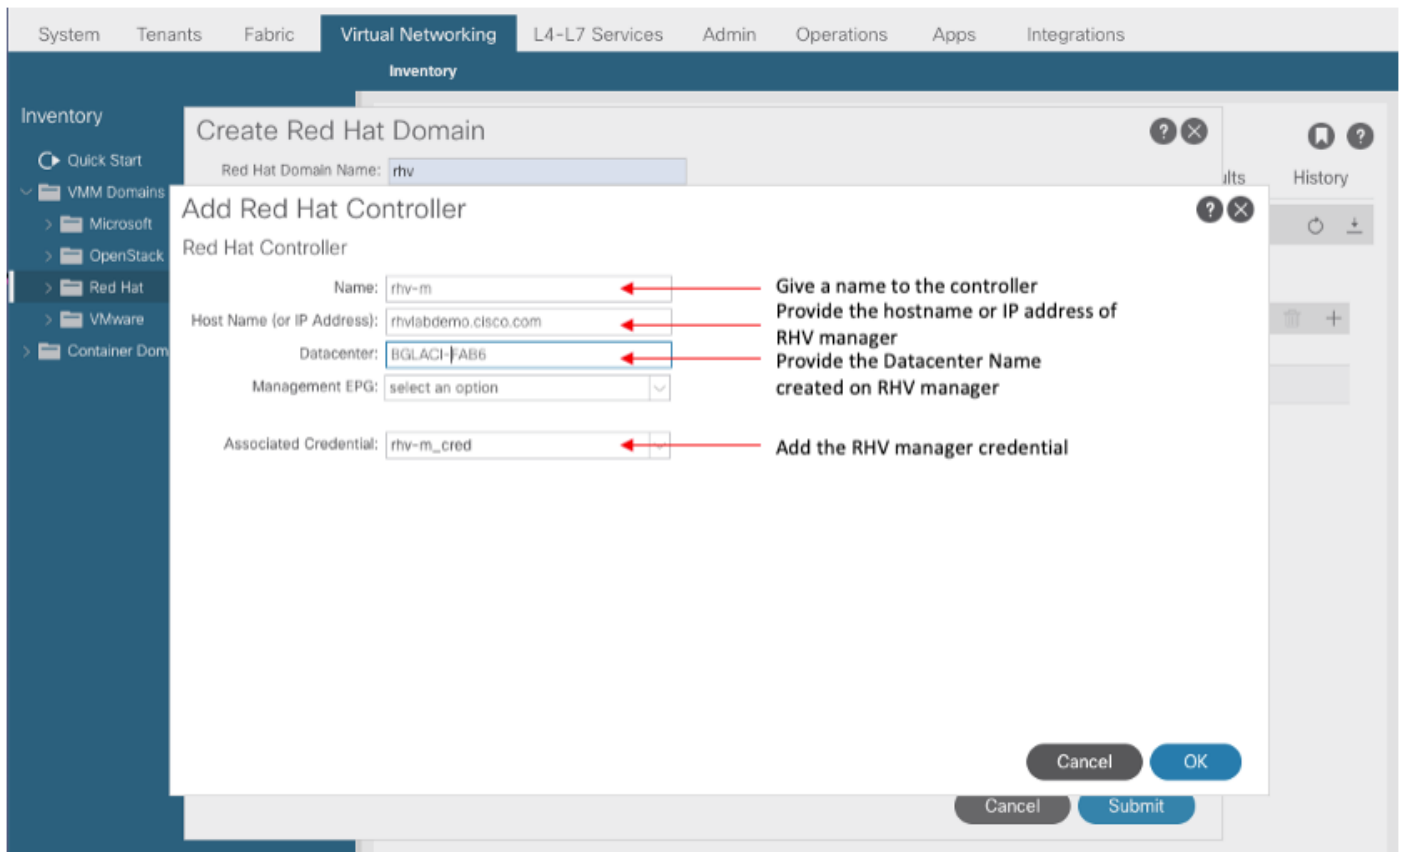 System Tenants Fabric Virtual Networking L4-L7 Services Admin Operations Apps Integrations
Inventory
Inventory
Quick Start
VMM Domains
Microsoft
OpenStack
Red Hat
VMware
Container Dom
Create Red Hat Domain
Red Hat Domain Name: rhv
ults History
Add Red Hat Controller
Red Hat Controller
Name: rhv-m
Give a name to the controller
Host Name (or IP Address): rhvlabdemo.cisco.com
Provide the hostname or IP address of
RHV manager
Datacenter: BGLACI-FAB6
Provide the Datacenter Name
created on RHV manager
Management EPG: select an option
Associated Credential: rhv-m_cred
Add the RHV manager credential
Cancel OK
Cancel Submit